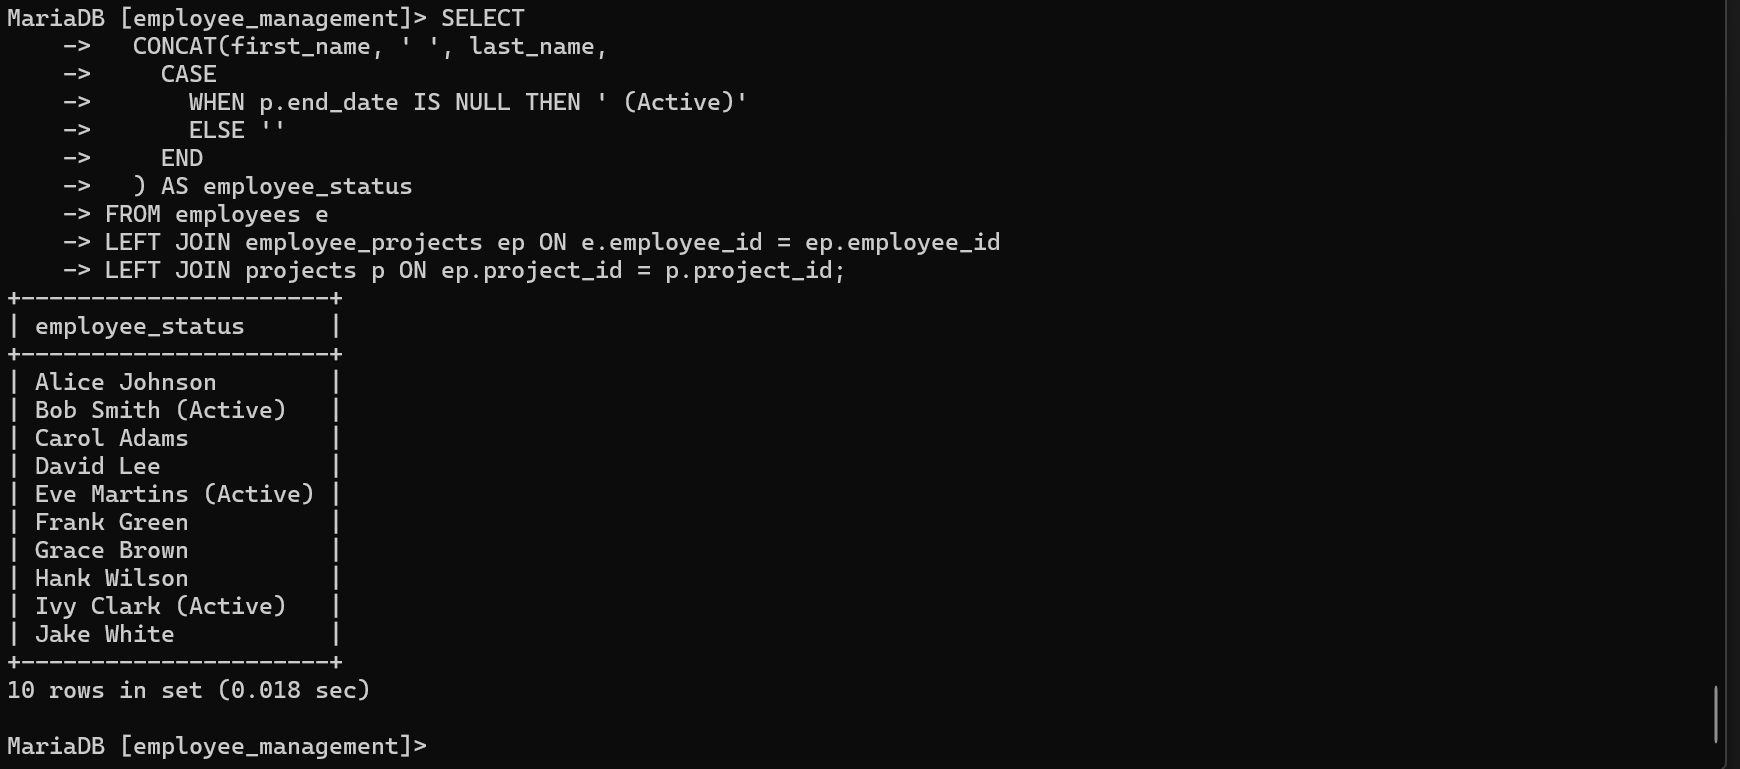 MariaDB [employee_management]> SELECT
    ->   CONCAT(first_name, ' ', last_name,
    ->     CASE
    ->       WHEN p.end_date IS NULL THEN ' (Active)'
    ->       ELSE ''
    ->     END
    ->   ) AS employee_status
    -> FROM employees e
    -> LEFT JOIN employee_projects ep ON e.employee_id = ep.employee_id
    -> LEFT JOIN projects p ON ep.project_id = p.project_id;
+----------------------+
| employee_status      |
+----------------------+
| Alice Johnson        |
| Bob Smith (Active)   |
| Carol Adams          |
| David Lee            |
| Eve Martins (Active) |
| Frank Green          |
| Grace Brown          |
| Hank Wilson          |
| Ivy Clark (Active)   |
| Jake White           |
+----------------------+
10 rows in set (0.018 sec)

MariaDB [employee_management]>